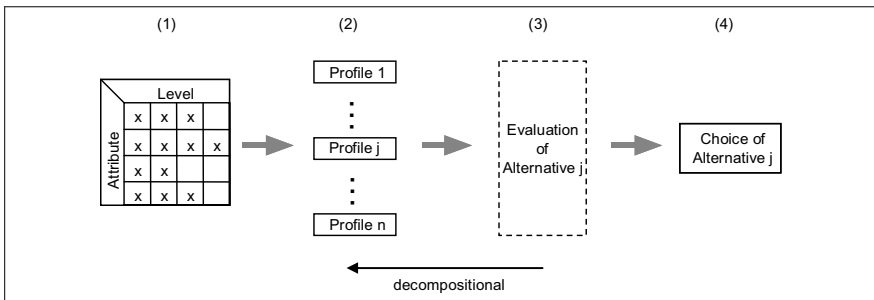 (1) (2) (3) (4)
Level
Attribute
x x x
x x x x
x x
x x x
Profile 1
Profile j
Profile n
Evaluation
of
Alternative j
Choice of
Alternative j
decompositional